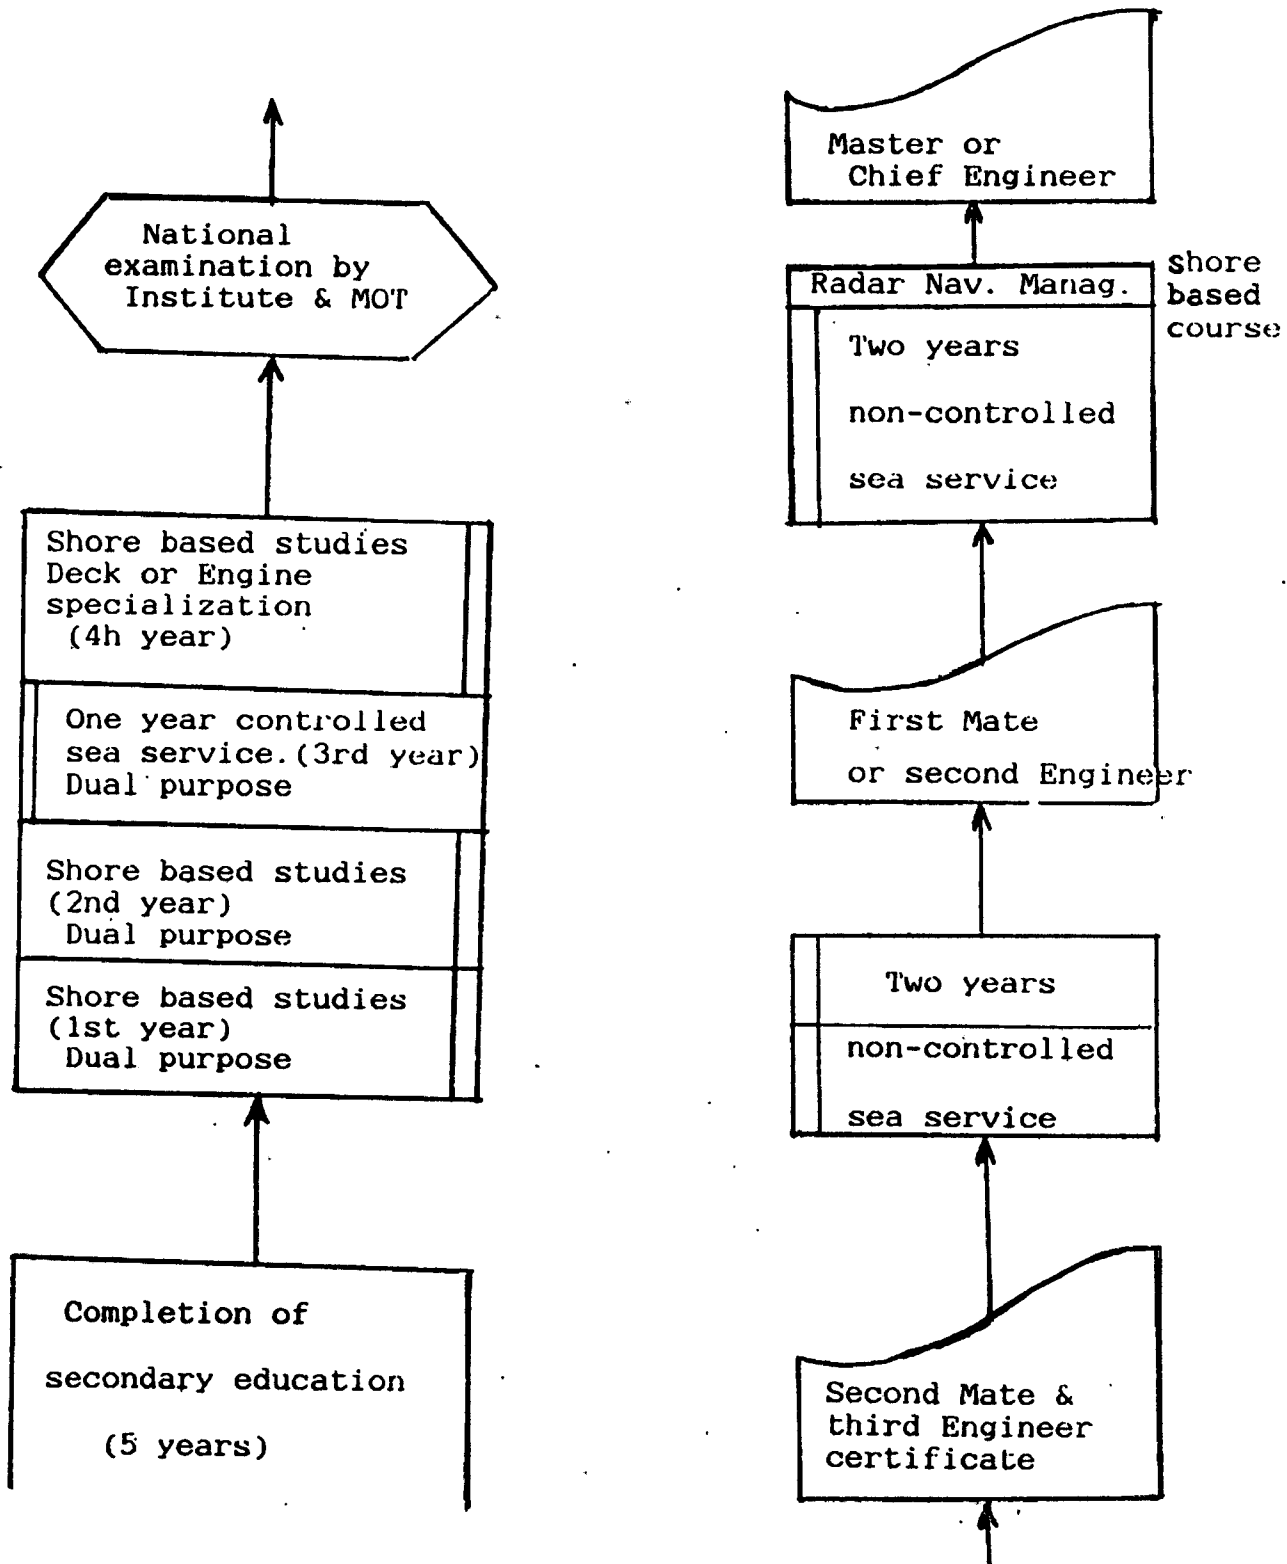 National
examination by
Institute & MOT
Shore based studies
Deck or Engine
specialization
(4h year)
One year controlled
sea service.(3rd year)
Dual purpose
Shore based studies
(2nd year)
Dual purpose
Shore based studies
(1st year)
Dual purpose
Completion of
secondary education
(5 years)
Master or
Chief Engineer
Radar Nav. Manag.
Shore
based
course
Two years
non-controlled
sea service
First Mate
or second Engineer
Two years
non-controlled
sea service
Second Mate &
third Engineer
certificate